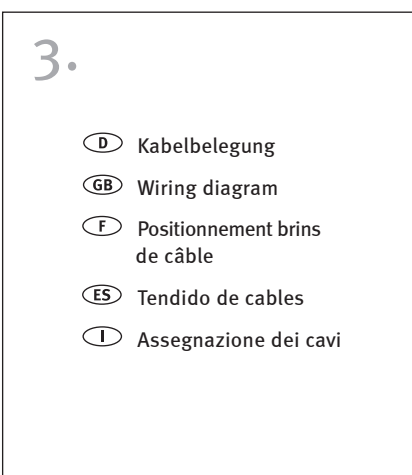 3.
D Kabelbelegung
GB Wiring diagram
F Positionnement brins
de câble
ES Tendido de cables
I Assegnazione dei cavi